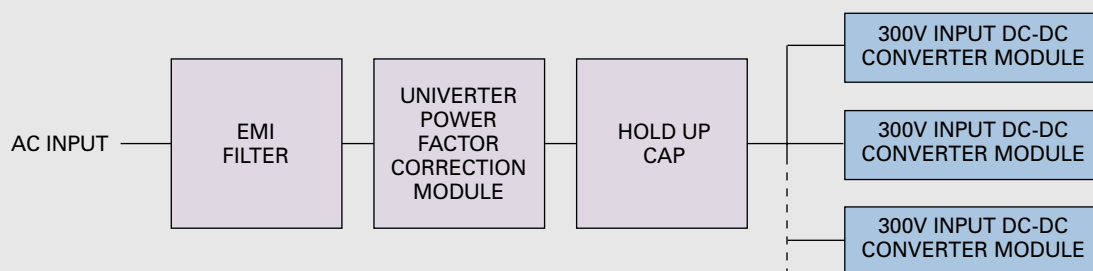 AC INPUT
EMI
FILTER
UNIVERTER
POWER
FACTOR
CORRECTION
MODULE
HOLD UP
CAP
300V INPUT DC-DC
CONVERTER MODULE
300V INPUT DC-DC
CONVERTER MODULE
300V INPUT DC-DC
CONVERTER MODULE